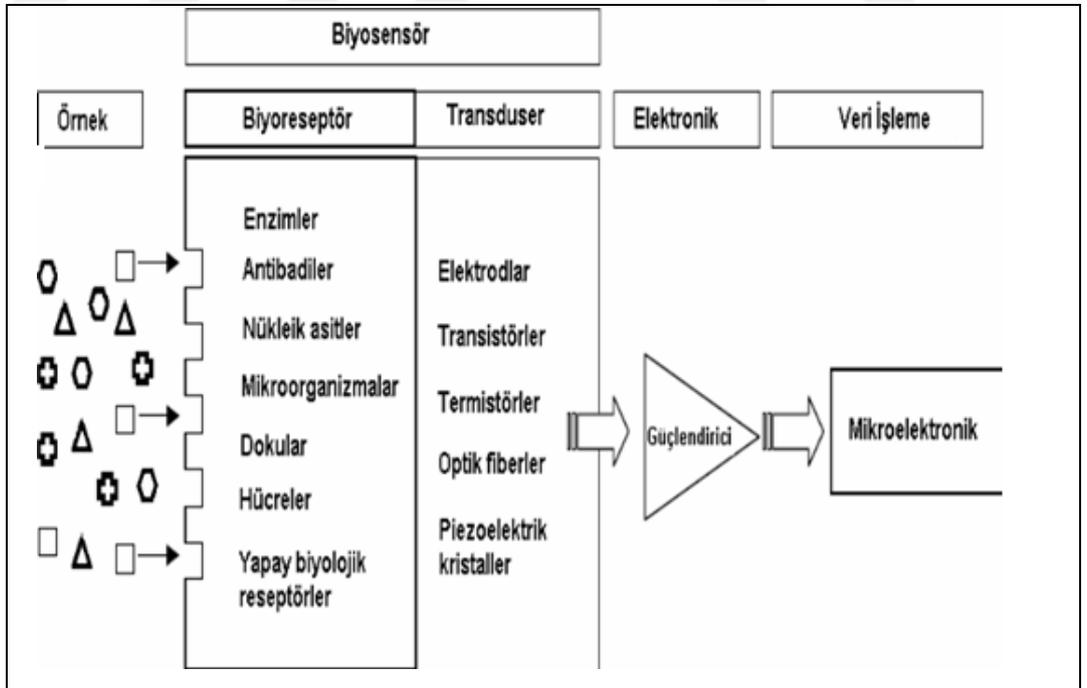 Biyosensör
Örnek
Biyoreseptör
Transduser
Elektronik
Veri İşleme
Enzimler
Antibadiler
Nükleik asitler
Mikroorganizmalar
Dokular
Hücreler
Yapay biyolojik
reseptörler
Elektrodlar
Transistörler
Termistörler
Optik fiberler
Piezoelektrik
kristaller
Güçlendirici
Mikroelektronik